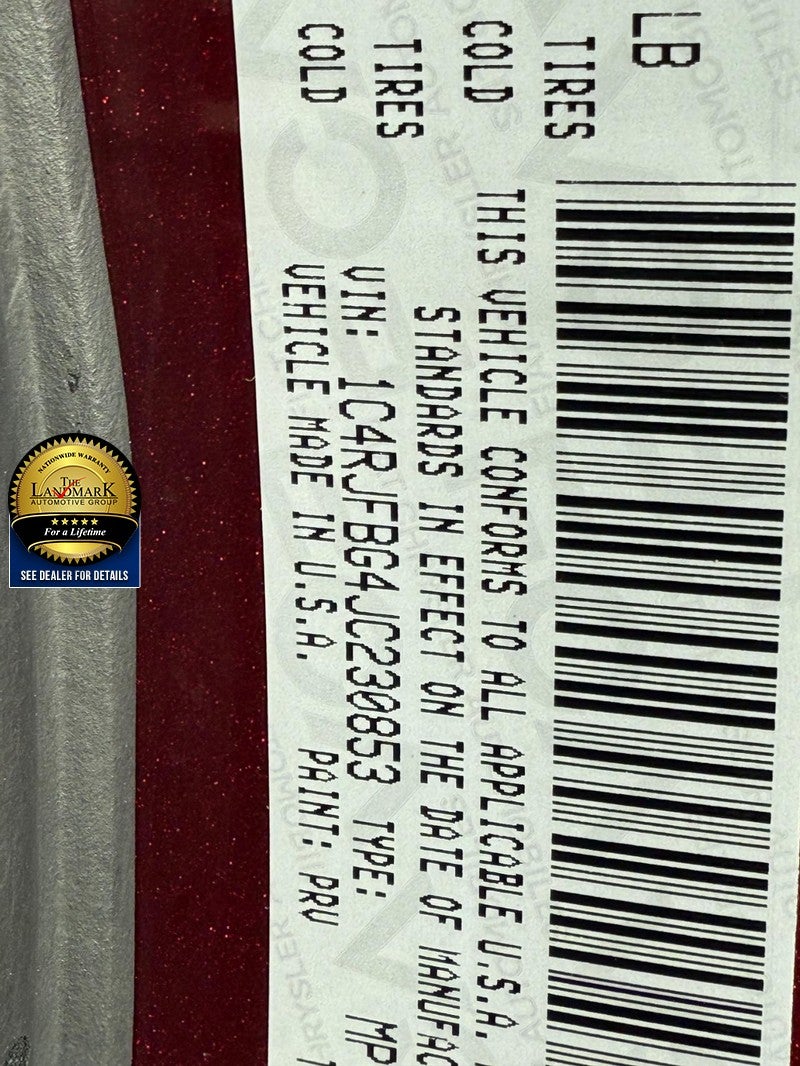 LB
TIRES
COLD
TIRES
COLD
THIS VEHICLE CONFORMS TO ALL APPLICABLE U.S.A.
STANDARDS IN EFFECT ON THE DATE OF MANUFAC
VIN: 1C4RJFBG4JC230853 TYPE: MP
VEHICLE MADE IN U.S.A. PAINT: PRV
NATIONWIDE WARRANTY
THE
LANDMARK
AUTOMOTIVE GROUP
For a Lifetime
SEE DEALER FOR DETAILS